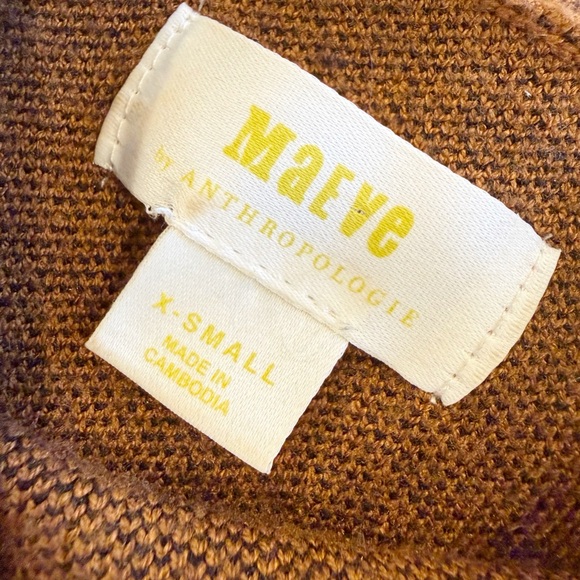 MaEVe
by ANTHROPOLOGIE
X-SMALL
MADE IN
CAMBODIA